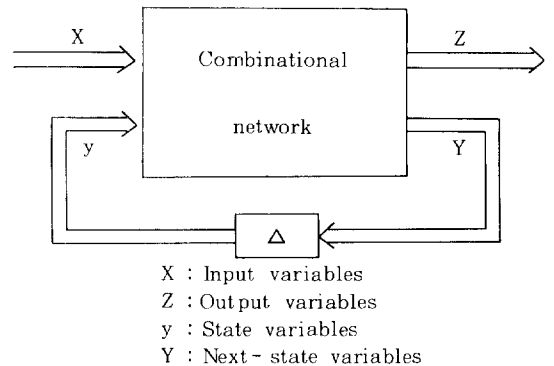 X
Z
Combinational
network
y
Y
Δ
X : Input variables
Z : Output variables
y : State variables
Y : Next-state variables